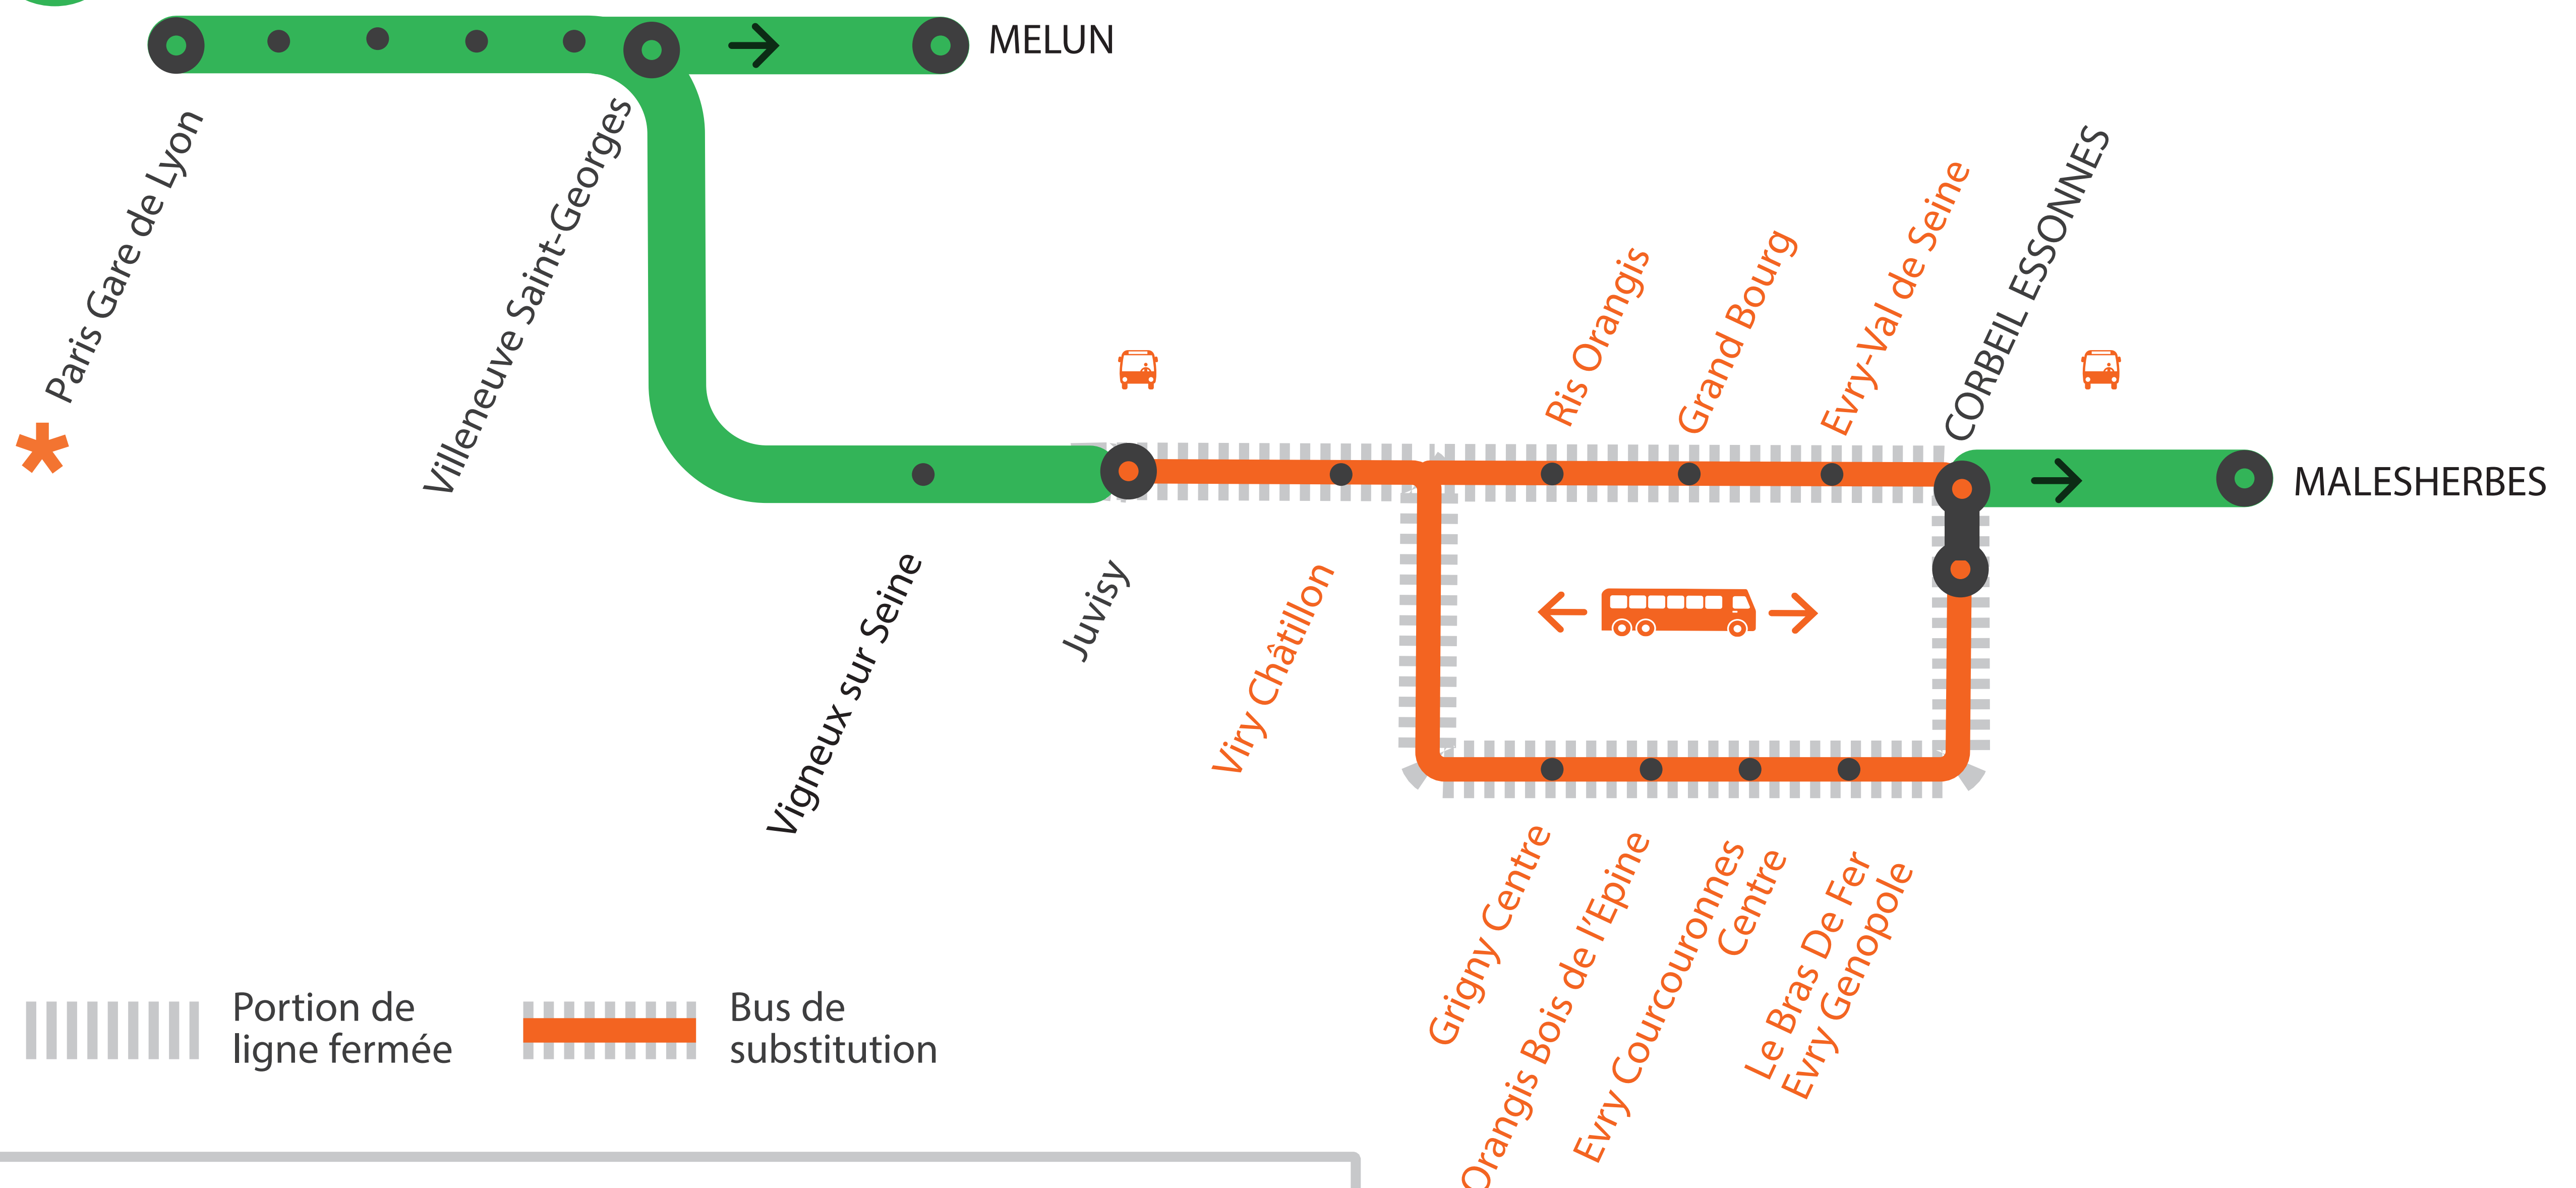 MELUN
Paris Gare de Lyon
*
Villeneuve Saint-Georges
Vigneux sur Seine
Juvisy
Viry Châtillon
Ris Orangis
Grand Bourg
Evry-Val de Seine
CORBEIL ESSONNES
MALESHERBES
Grigny Centre
Orangis Bois de l'Epine
Evry Courcouronnes
Centre
Le Bras De Fer
Evry Genopole
Portion de
ligne fermée
Bus de
substitution